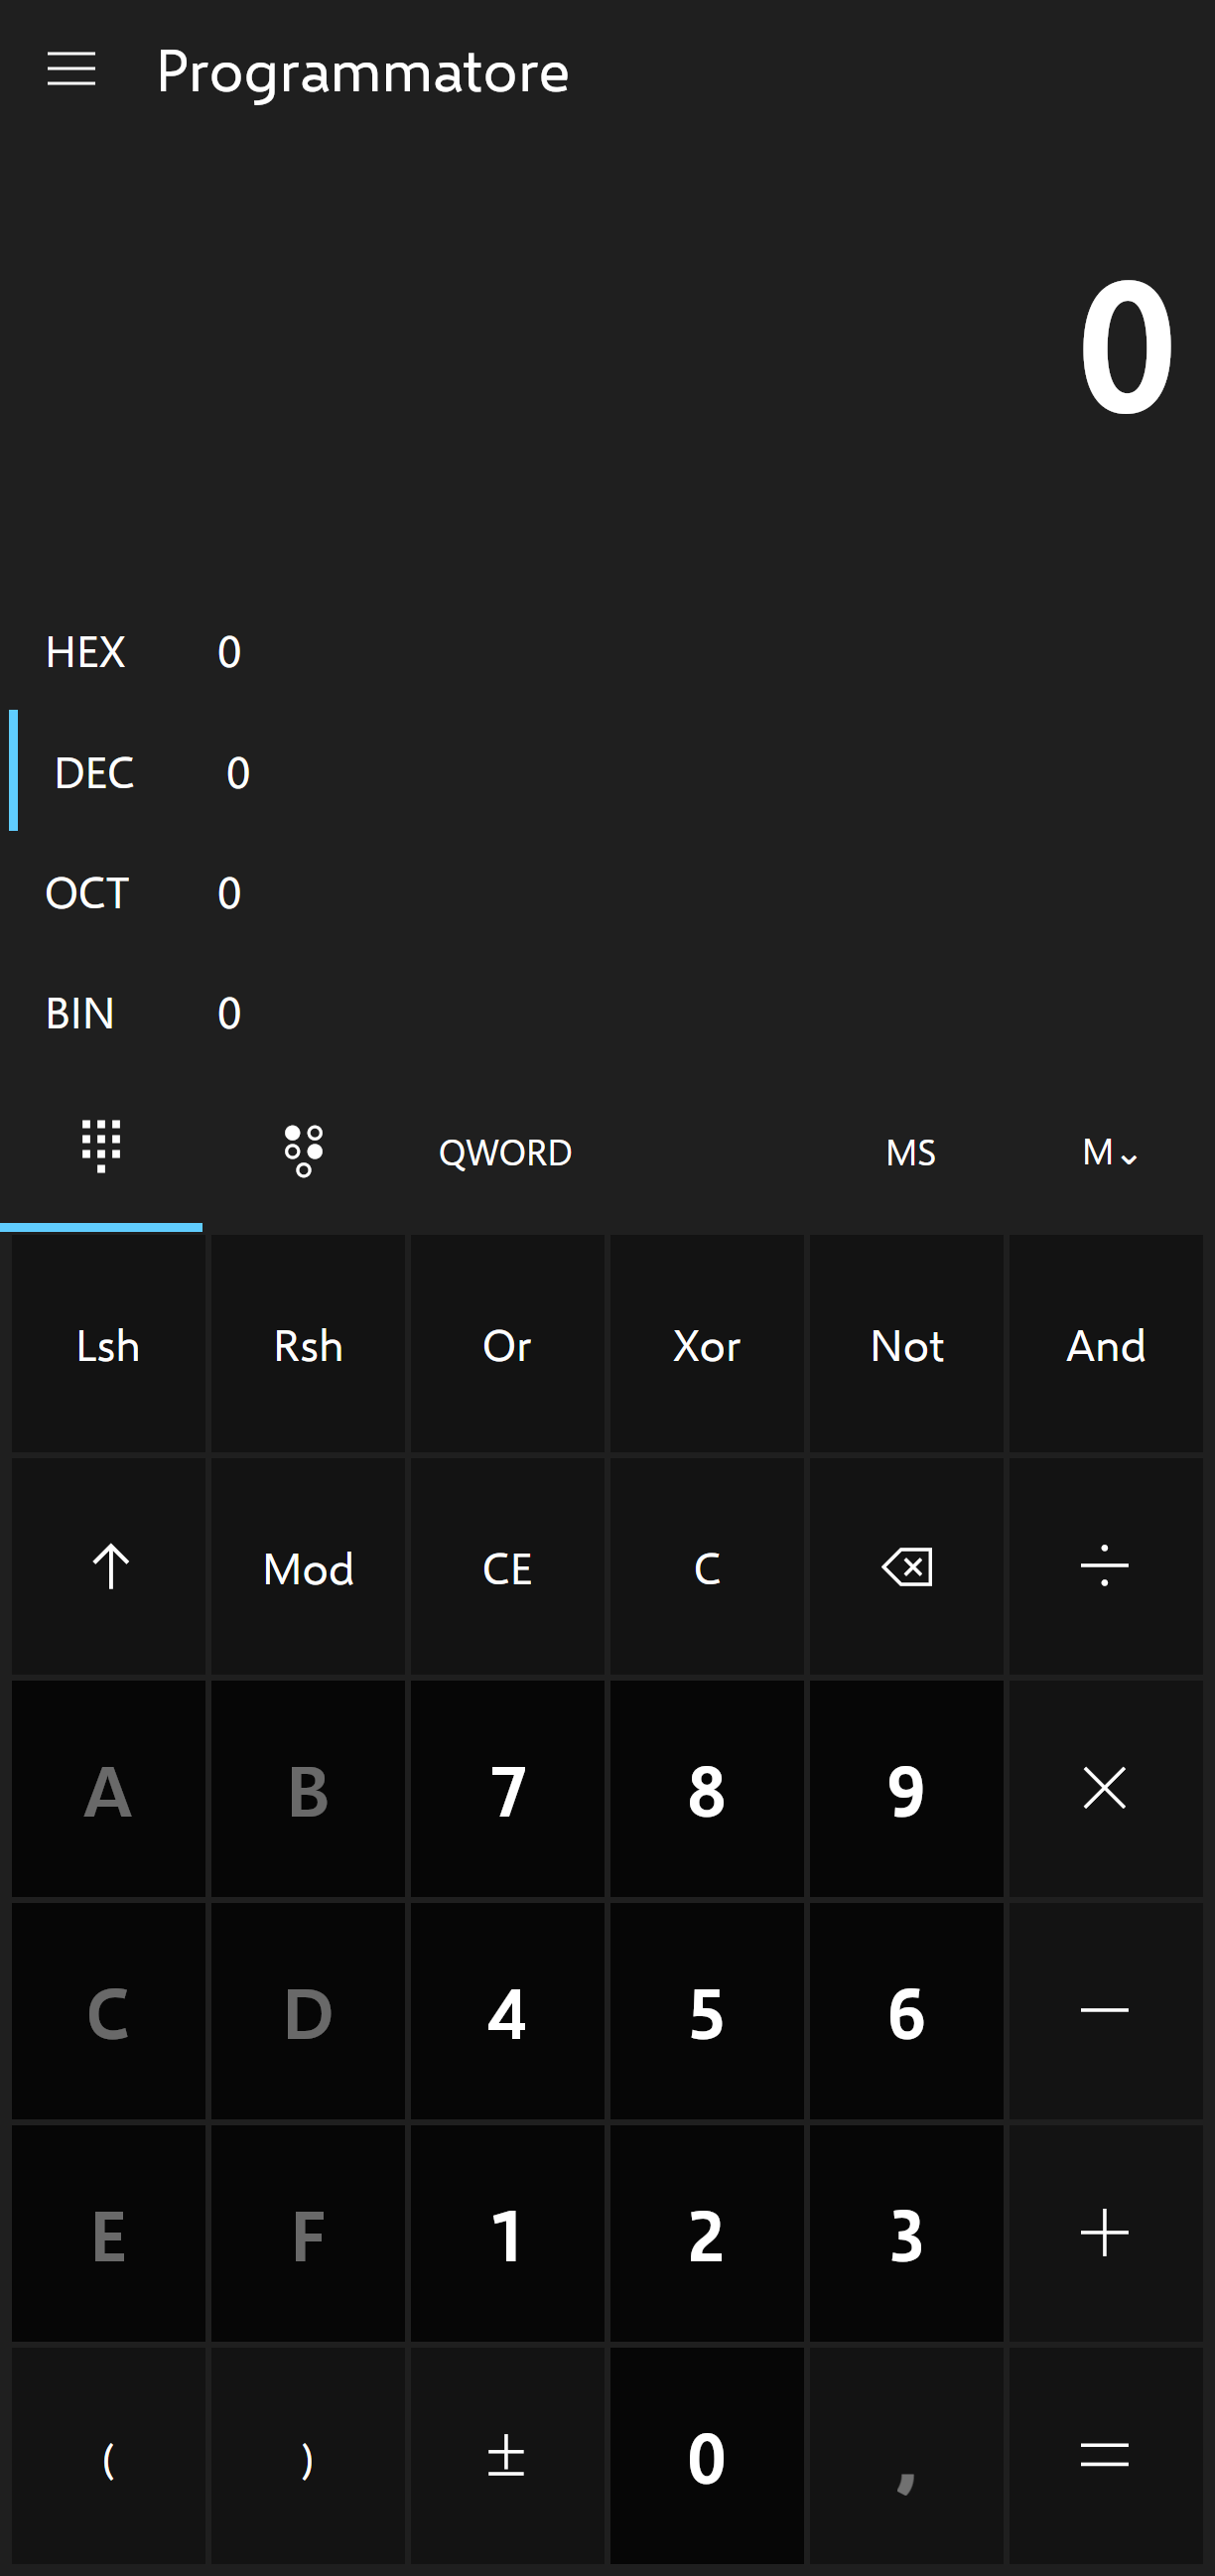 Programmatore
0
HEX 0
DEC 0
OCT 0
BIN 0
QWORD MS M⌄
Lsh Rsh Or Xor Not And
↑ Mod CE C ⌫ ÷
A B 7 8 9 ×
C D 4 5 6 −
E F 1 2 3 +
( ) ± 0 , =